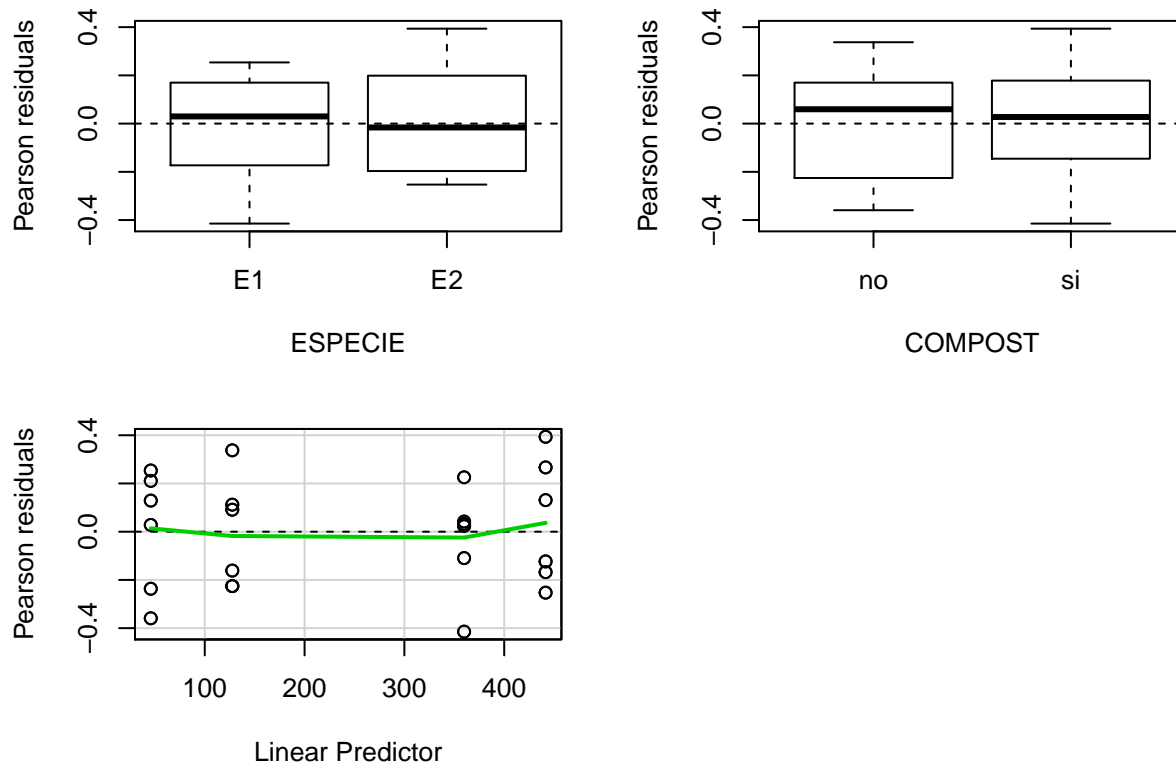 Pearson residuals
−0.4
0.0
0.4
E1
E2
ESPECIE
Pearson residuals
−0.4
0.0
0.4
no
si
COMPOST
Pearson residuals
−0.4
0.0
0.4
100
200
300
400
Linear Predictor